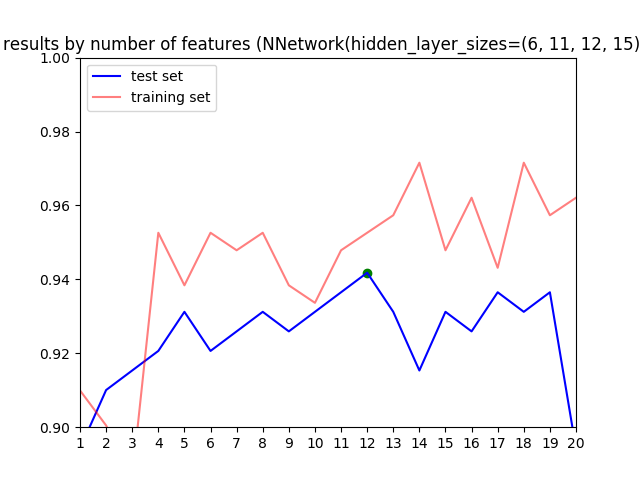 results by number of features (NNetwork(hidden_layer_sizes=(6, 11, 12, 15)
1.00
0.98
0.96
0.94
0.92
0.90
test set
training set
1 2 3 4 5 6 7 8 9 10 11 12 13 14 15 16 17 18 19 20